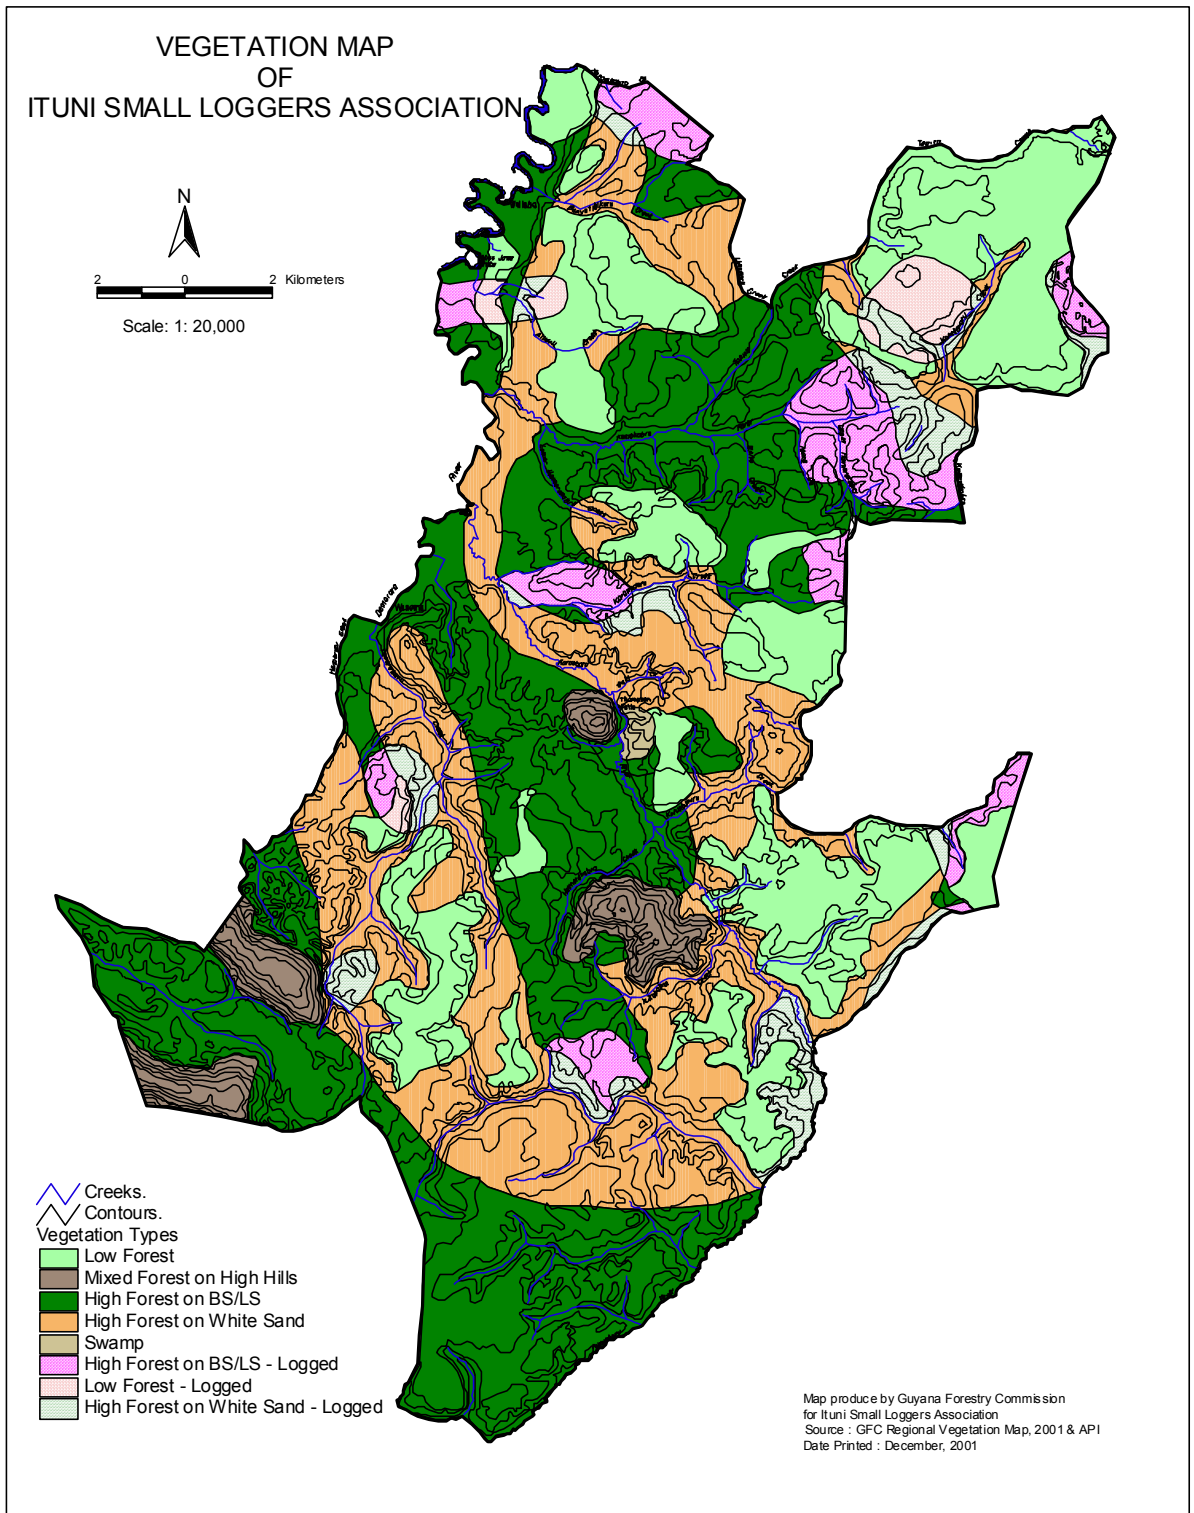 VEGETATION MAP
OF
ITUNI SMALL LOGGERS ASSOCIATION
N
2 0 2 Kilometers
Scale: 1: 20,000
River
Creek
Demerara
Creeks.
Contours.
Vegetation Types
Low Forest
Mixed Forest on High Hills
High Forest on BS/LS
High Forest on White Sand
Swamp
High Forest on BS/LS - Logged
Low Forest - Logged
High Forest on White Sand - Logged
Map produce by Guyana Forestry Commission
for Ituni Small Loggers Association
Source : GFC Regional Vegetation Map, 2001 & API
Date Printed : December, 2001